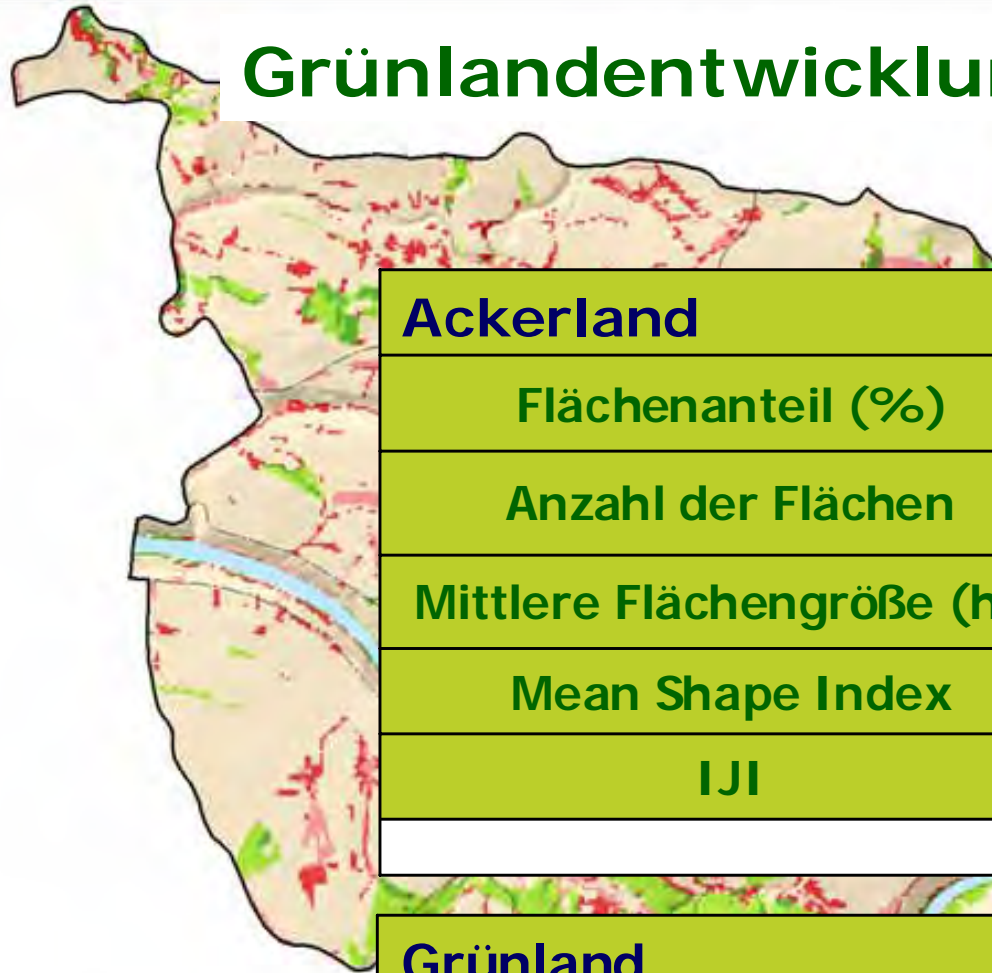 Grünlandentwicklu
Ackerland
Flächenanteil (%)
Anzahl der Flächen
Mittlere Flächengröße (h
Mean Shape Index
IJI
Grünland